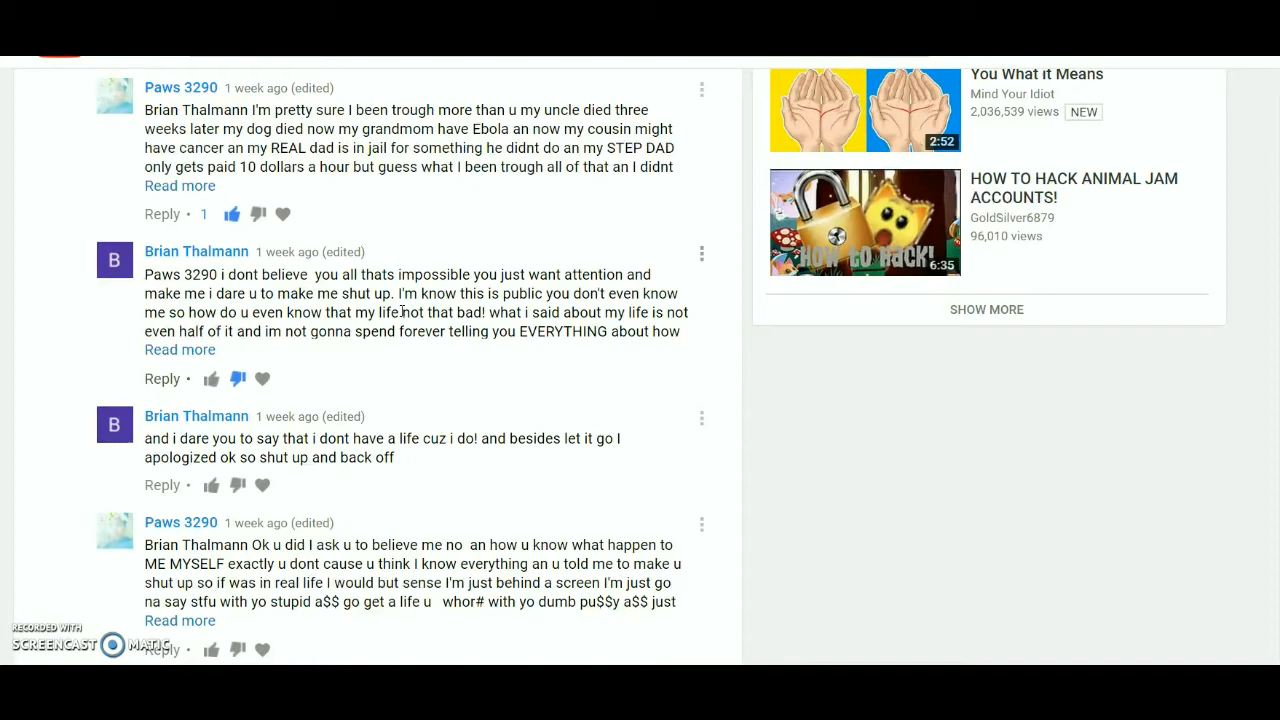 Paws 3290 1 week ago (edited)
Brian Thalmann I'm pretty sure I been trough more than u my uncle died three
weeks later my dog died now my grandmom have Ebola an now my cousin might
have cancer an my REAL dad is in jail for something he didnt do an my STEP DAD
only gets paid 10 dollars a hour but guess what I been trough all of that an I didnt
Read more
Reply • 1
B
Brian Thalmann 1 week ago (edited)
Paws 3290 i dont believe you all thats impossible you just want attention and
make me i dare u to make me shut up. I'm know this is public you don't even know
me so how do u even know that my life not that bad! what i said about my life is not
even half of it and im not gonna spend forever telling you EVERYTHING about how
Read more
Reply •
B
Brian Thalmann 1 week ago (edited)
and i dare you to say that i dont have a life cuz i do! and besides let it go I
apologized ok so shut up and back off
Reply •
Paws 3290 1 week ago (edited)
Brian Thalmann Ok u did I ask u to believe me no an how u know what happen to
ME MYSELF exactly u dont cause u think I know everything an u told me to make u
shut up so if was in real life I would but sense I'm just behind a screen I'm just go
na say stfu with yo stupid a$$ go get a life u whor# with yo dumb pu$$y a$$ just
Read more
Reply •
RECORDED WITH
SCREENCAST MATIC
You What it Means
Mind Your Idiot
2,036,539 views NEW
2:52
HOW TO HACK ANIMAL JAM
ACCOUNTS!
GoldSilver6879
96,010 views
HOW TO HACK!
6:35
SHOW MORE